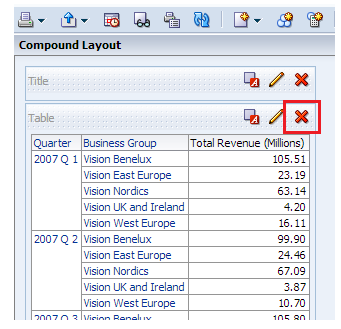 Compound Layout
Title
Table
Quarter Business Group Total Revenue (Millions)
2007 Q 1 Vision Benelux 105.51
Vision East Europe 23.19
Vision Nordics 63.14
Vision UK and Ireland 4.20
Vision West Europe 16.11
2007 Q 2 Vision Benelux 99.90
Vision East Europe 24.46
Vision Nordics 67.09
Vision UK and Ireland 3.87
Vision West Europe 10.70
2007 Q 3 Vision Benelux 105.80